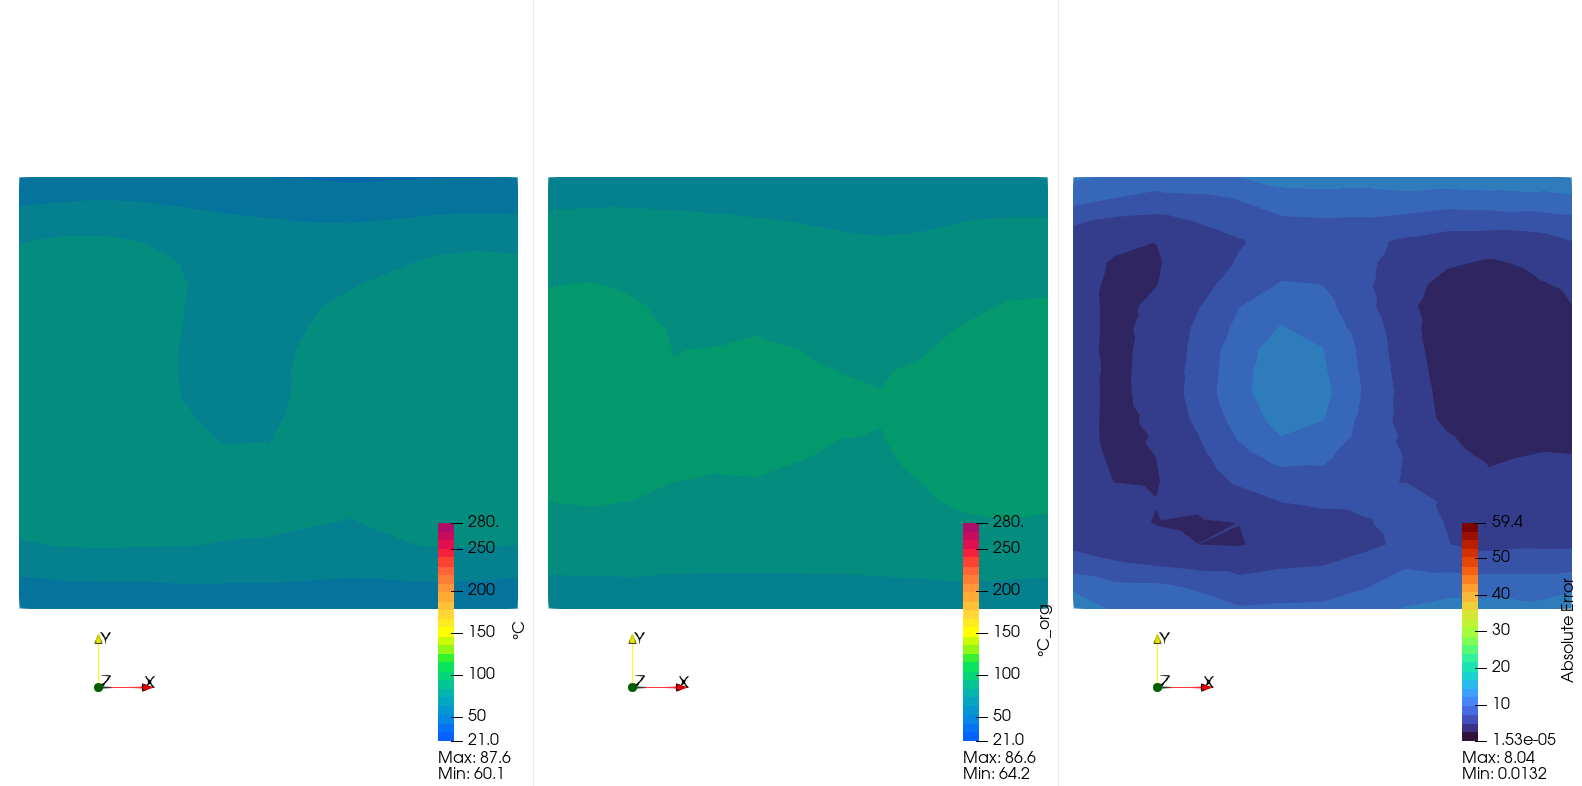 280.
250
200
150
100
50
21.0
°C
Max: 87.6
Min: 60.1
Y
Z
X
280.
250
200
150
100
50
21.0
°C_org
Max: 86.6
Min: 64.2
Y
Z
X
59.4
50
40
30
20
10
1.53e-05
Absolute Error
Max: 8.04
Min: 0.0132
Y
Z
X